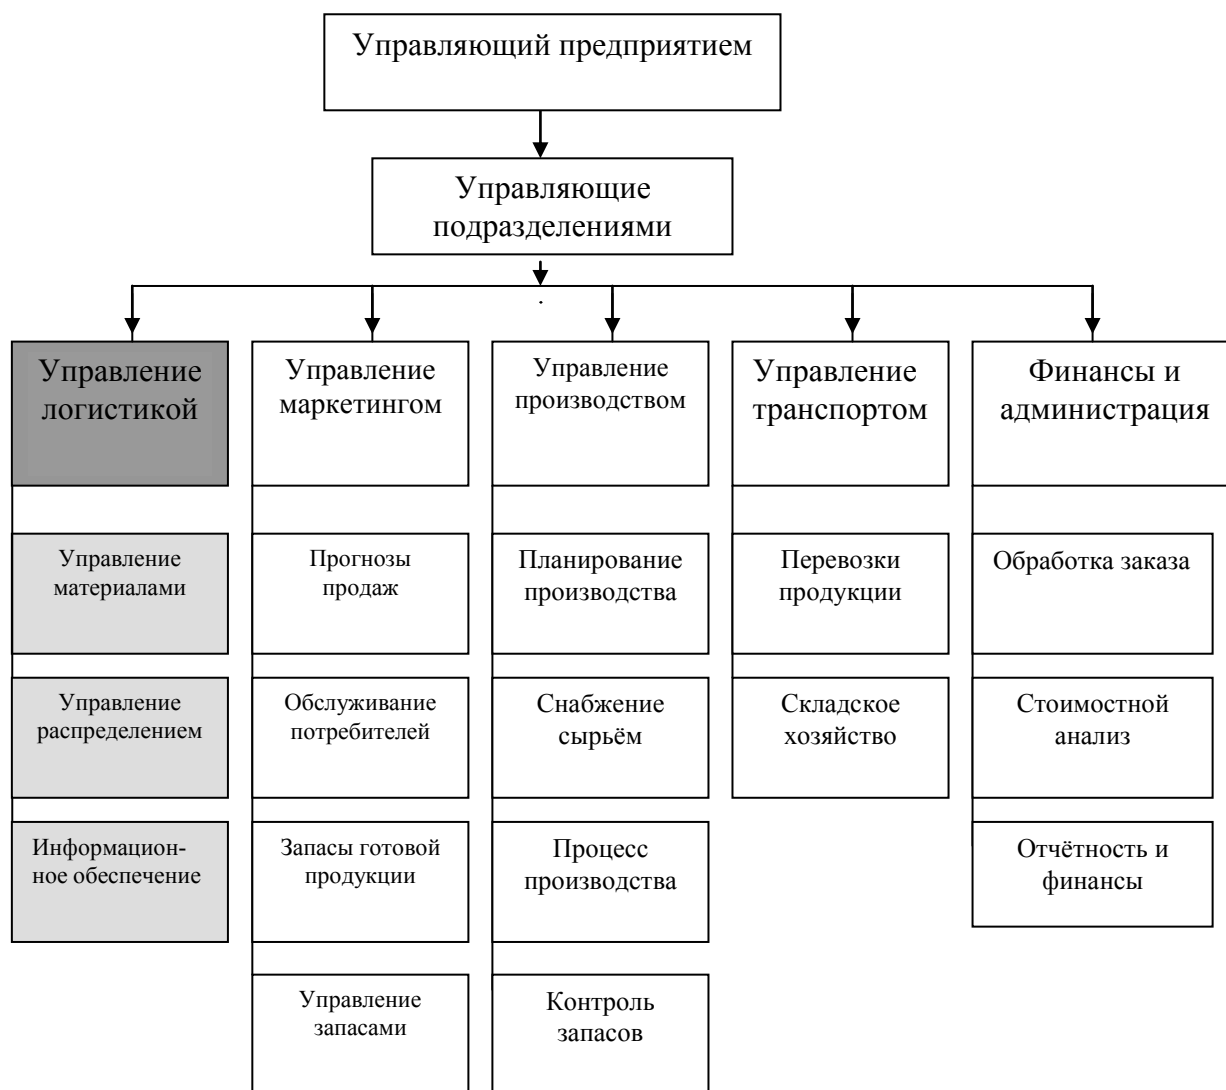 Управляющий предприятием
Управляющие
подразделениями
Управление
логистикой
Управление
маркетингом
Управление
производством
Управление
транспортом
Финансы и
администрация
Управление
материалами
Прогнозы
продаж
Планирование
производства
Перевозки
продукции
Обработка заказа
Управление
распределением
Обслуживание
потребителей
Снабжение
сырьём
Складское
хозяйство
Стоимостной
анализ
Информацион-
ное обеспечение
Запасы готовой
продукции
Процесс
производства
Отчётность и
финансы
Управление
запасами
Контроль
запасов